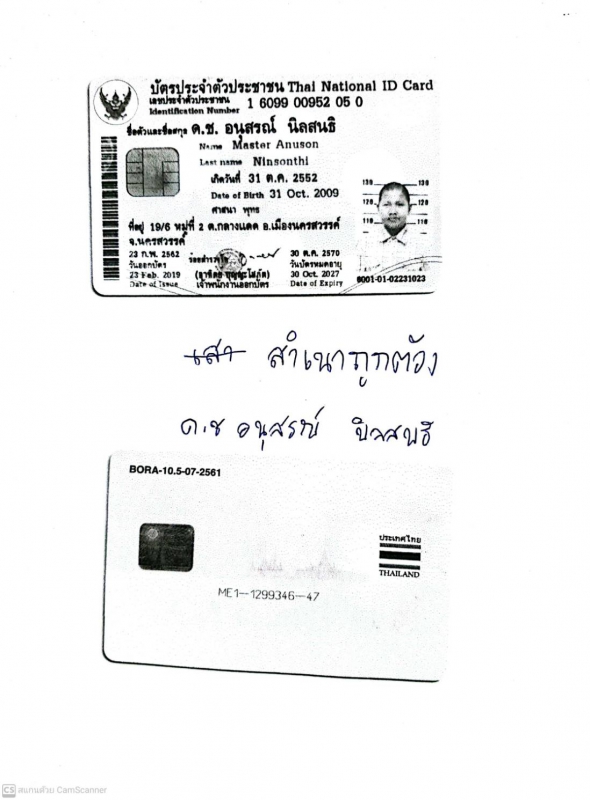 บัตรประจำตัวประชาชน Thai National ID Card
เลขประจำตัวประชาชน 1 6099 00952 05 0
Identification Number
ชื่อตัวและชื่อสกุล ด.ช. อนุสรณ์ นิลสนธิ
Name Master Anuson
Last name Ninsonthi
เกิดวันที่ 31 ต.ค. 2552
Date of Birth 31 Oct. 2009
ศาสนา พุทธ
ที่อยู่ 19/6 หมู่ที่ 2 ต.กลางแดด อ.เมืองนครสวรรค์
จ.นครสวรรค์
23 ก.พ. 2562
วันออกบัตร
23 Feb. 2019
Date of Issue
เจ้าพนักงานออกบัตร
30 ต.ค. 2570
วันบัตรหมดอายุ
30 Oct. 2027
Date of Expiry
130 130
120 120
110 110
6001-01-02231023
เสา สำเนาถูกต้อง
ด.ช อนุสรณ์ นิลสนธิ
BORA-10.5-07-2561
ประเทศไทย
THAILAND
ME1-1299346-47
CS สแกนด้วย CamScanner